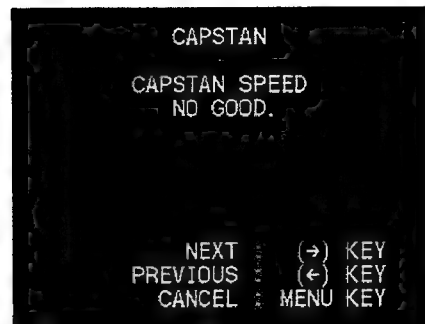 CAPSTAN
CAPSTAN SPEED
NO GOOD.
NEXT : (→) KEY
PREVIOUS : (←) KEY
CANCEL : MENU KEY